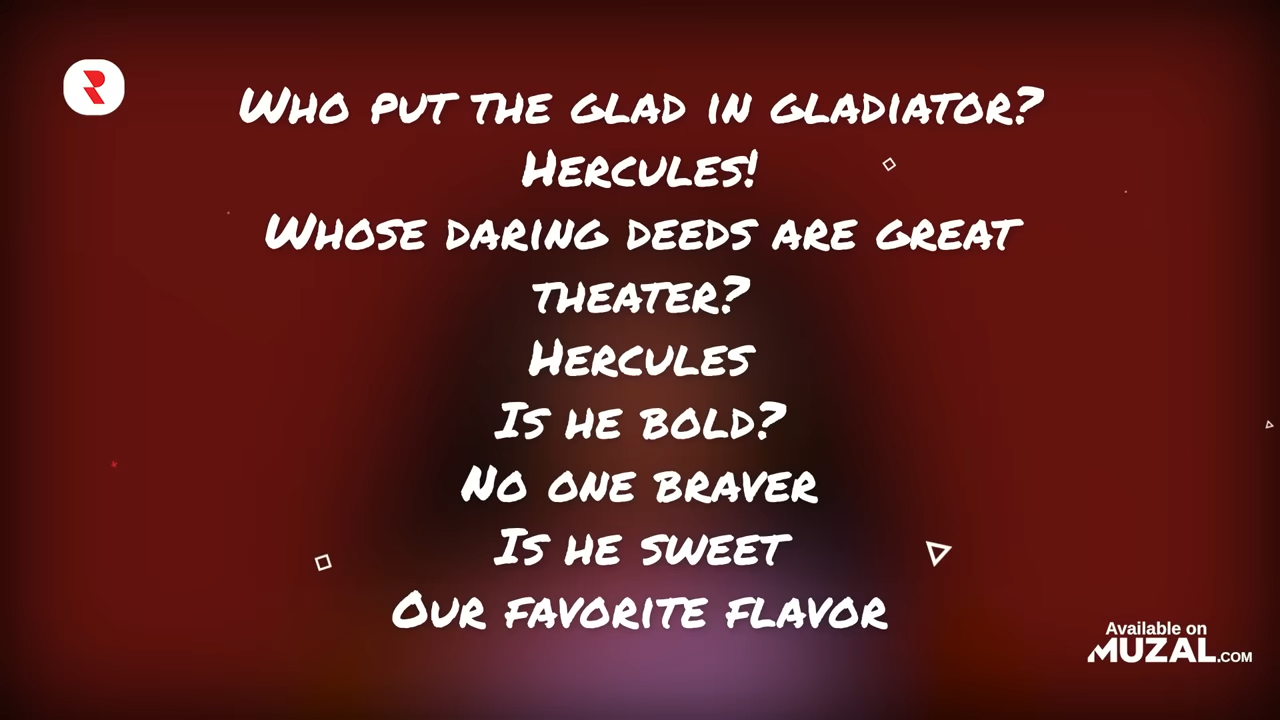 Who put the glad in gladiator?
Hercules!
Whose daring deeds are great
theater?
Hercules
Is he bold?
No one braver
Is he sweet
Our favorite flavor
Available on
MUZAL.COM